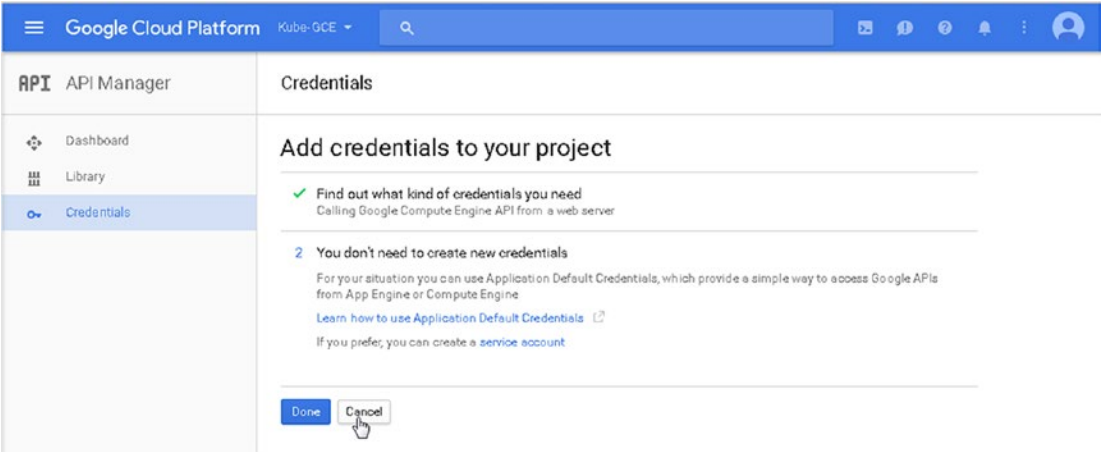 Google Cloud Platform Kube-GCE
API API Manager
Credentials
Dashboard
Library
Credentials
Add credentials to your project
Find out what kind of credentials you need
Calling Google Compute Engine API from a web server
2 You don't need to create new credentials
For your situation you can use Application Default Credentials, which provide a simple way to access Google APIs
from App Engine or Compute Engine
Learn how to use Application Default Credentials
If you prefer, you can create a service account
Done Cancel